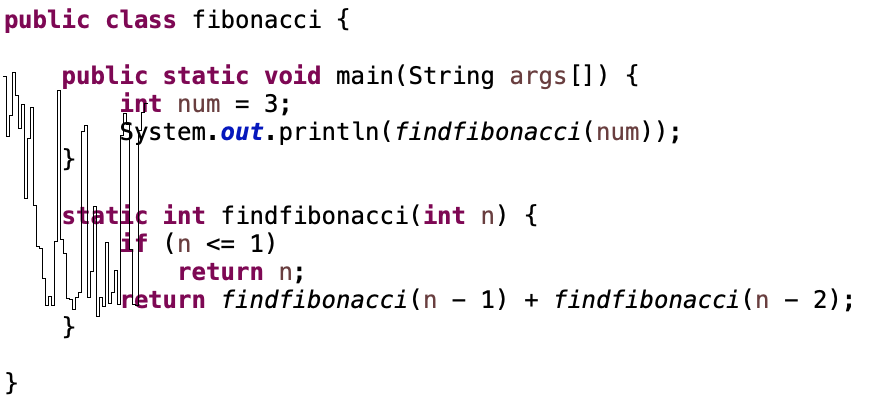 public class fibonacci {
public static void main(String args[]) {
int num = 3;
System.out.println(findfibonacci(num));
}
static int findfibonacci(int n) {
if (n <= 1)
return n;
return findfibonacci(n - 1) + findfibonacci(n - 2);
}
}